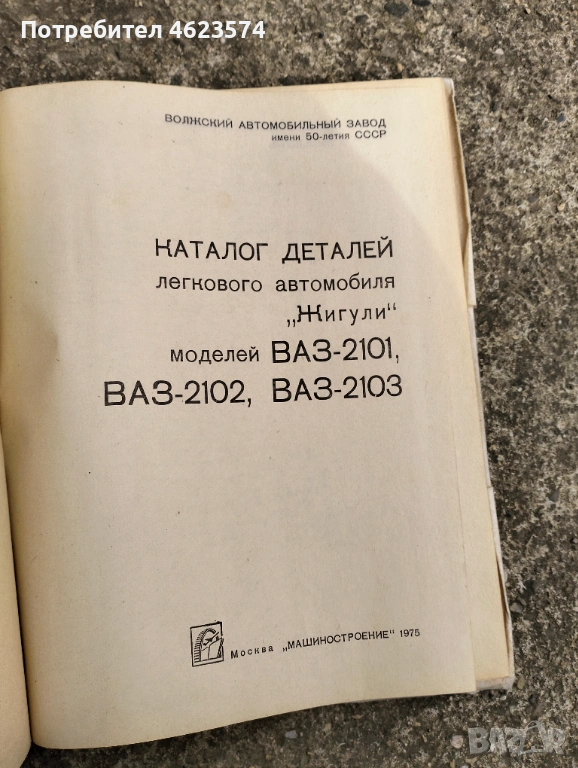 Потребител 4623574
ВОЛЖСКИЙ АВТОМОБИЛЬНЫЙ ЗАВОД
имени 50-летия СССР
КАТАЛОГ ДЕТАЛЕЙ
легкового автомобиля
„Жигули“
моделей ВАЗ-2101,
ВАЗ-2102, ВАЗ-2103
Москва „МАШИНОСТРОЕНИЕ“ 1975
BAZAR